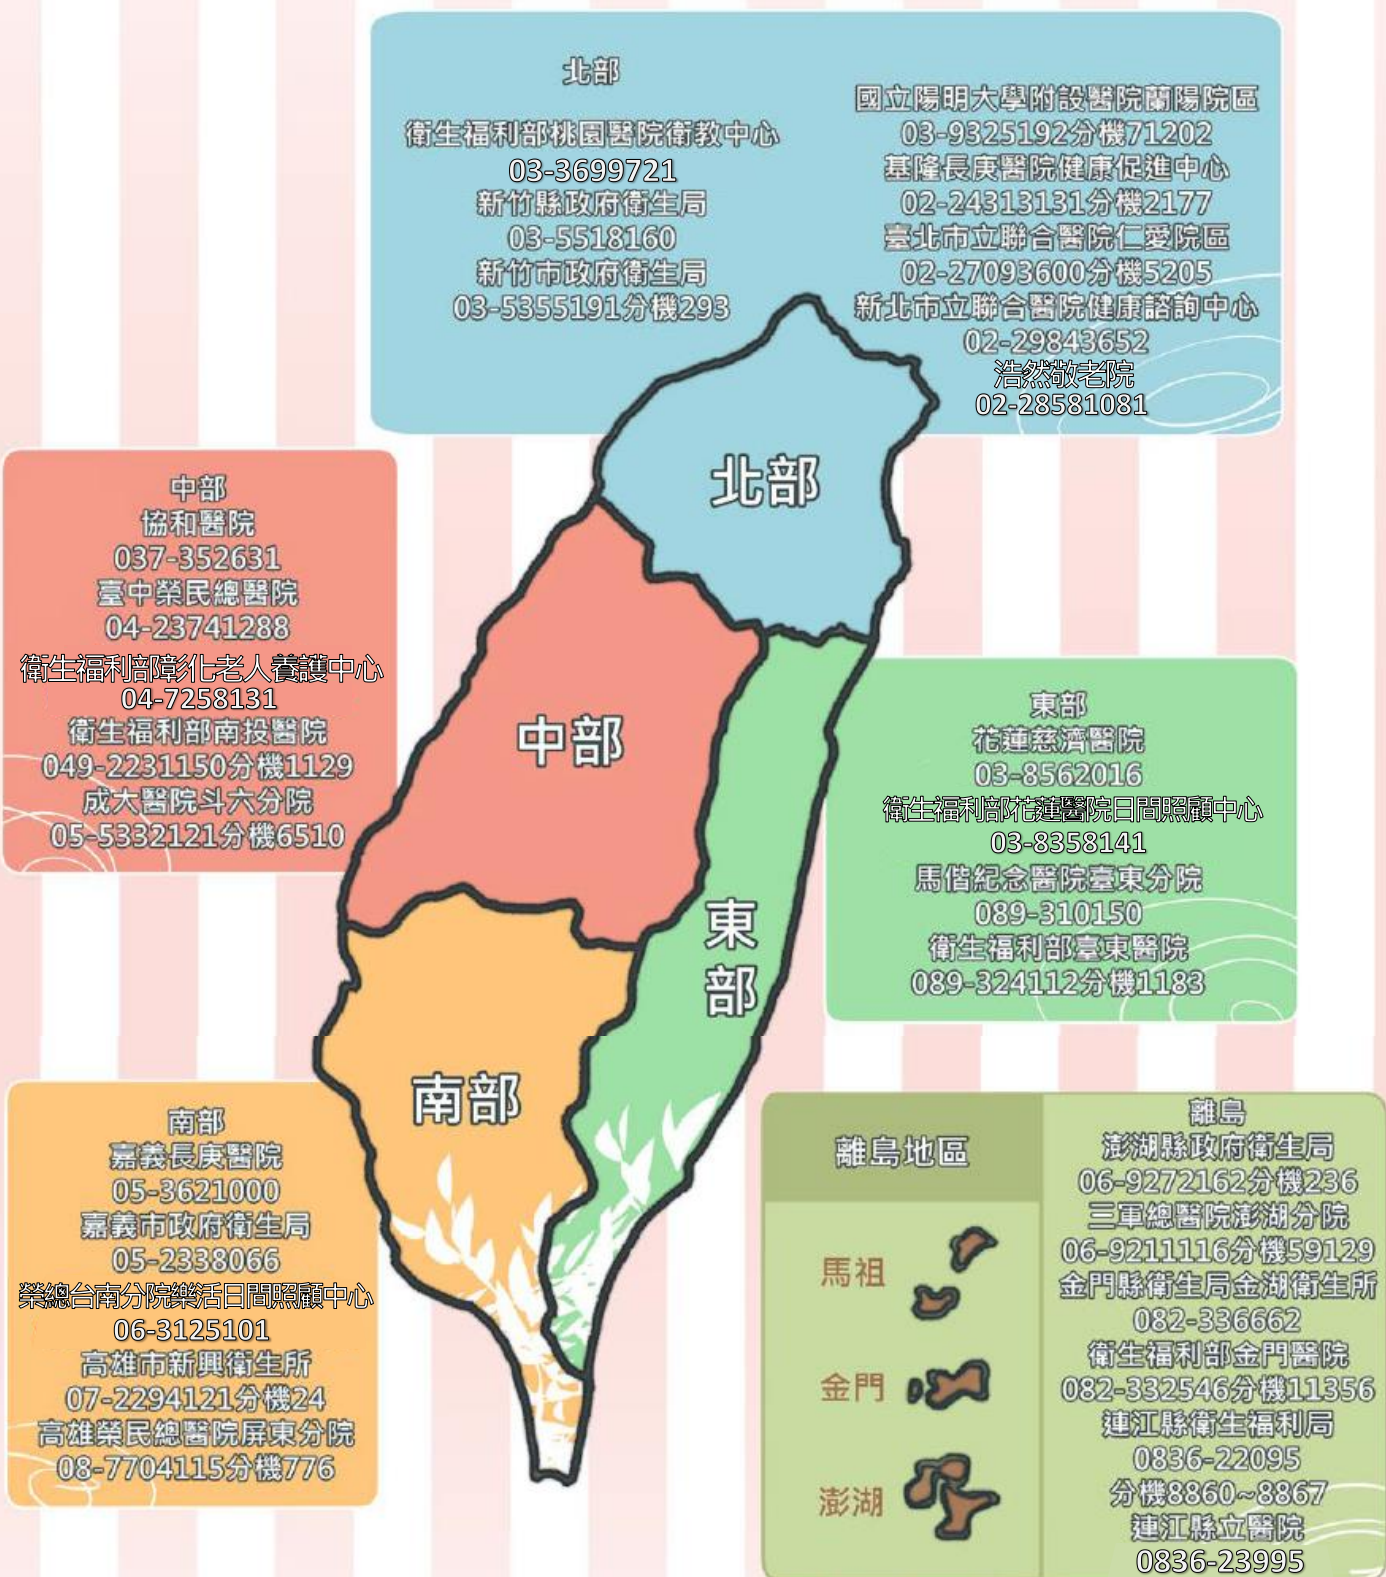 北部
衛生福利部桃園醫院衛教中心
03-3699721
新竹縣政府衛生局
03-5518160
新竹市政府衛生局
03-5355191分機293
國立陽明大學附設醫院蘭陽院區
03-9325192分機71202
基隆長庚醫院健康促進中心
02-24313131分機2177
臺北市立聯合醫院仁愛院區
02-27093600分機5205
新北市立聯合醫院健康諮詢中心
02-29843652
浩然敬老院
02-28581081
北部
中部
協和醫院
037-352631
臺中榮民總醫院
04-23741288
衛生福利部彰化老人養護中心
04-7258131
衛生福利部南投醫院
049-2231150分機1129
成大醫院斗六分院
05-5332121分機6510
中部
東部
花蓮慈濟醫院
03-8562016
衛生福利部花蓮醫院日間照顧中心
03-8358141
馬偕紀念醫院臺東分院
089-310150
衛生福利部臺東醫院
089-324112分機1183
東
部
南部
南部
嘉義長庚醫院
05-3621000
嘉義市政府衛生局
05-2338066
榮總台南分院樂活日間照顧中心
06-3125101
高雄市新興衛生所
07-2294121分機24
高雄榮民總醫院屏東分院
08-7704115分機776
離島地區
馬祖
金門
澎湖
離島
澎湖縣政府衛生局
06-9272162分機236
三軍總醫院澎湖分院
06-9211116分機59129
金門縣衛生局金湖衛生所
082-336662
衛生福利部金門醫院
082-332546分機11356
連江縣衛生福利局
0836-22095
分機8860~8867
連江縣立醫院
0836-23995